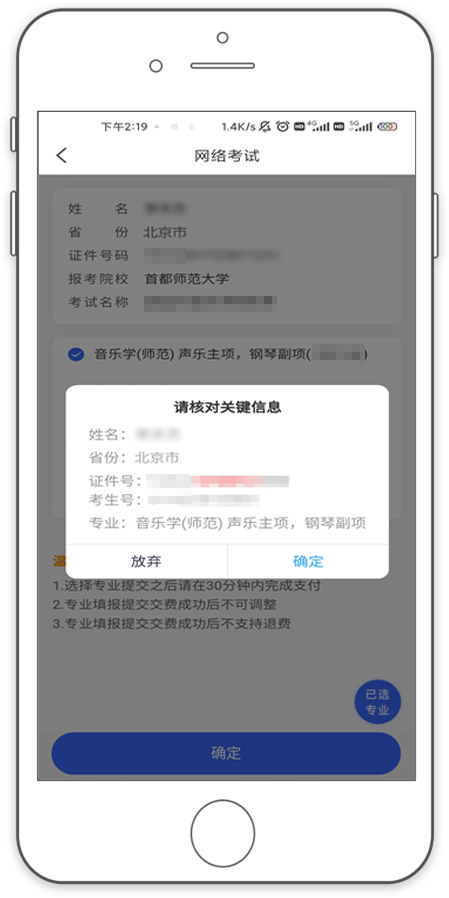 下午2:19
1.4K/s
HD
4G
HD
5G
100
网络考试
姓 名
省 份 北京市
证件号码
报考院校 首都师范大学
考试名称
音乐学(师范) 声乐主项，钢琴副项( )
请核对关键信息
姓名：
省份：北京市
证件号：
考生号：
专业：音乐学(师范) 声乐主项，钢琴副项
放弃
确定
温
1.选择专业提交之后请在30分钟内完成支付
2.专业填报提交交费成功后不可调整
3.专业填报提交交费成功后不支持退费
已选
专业
确定